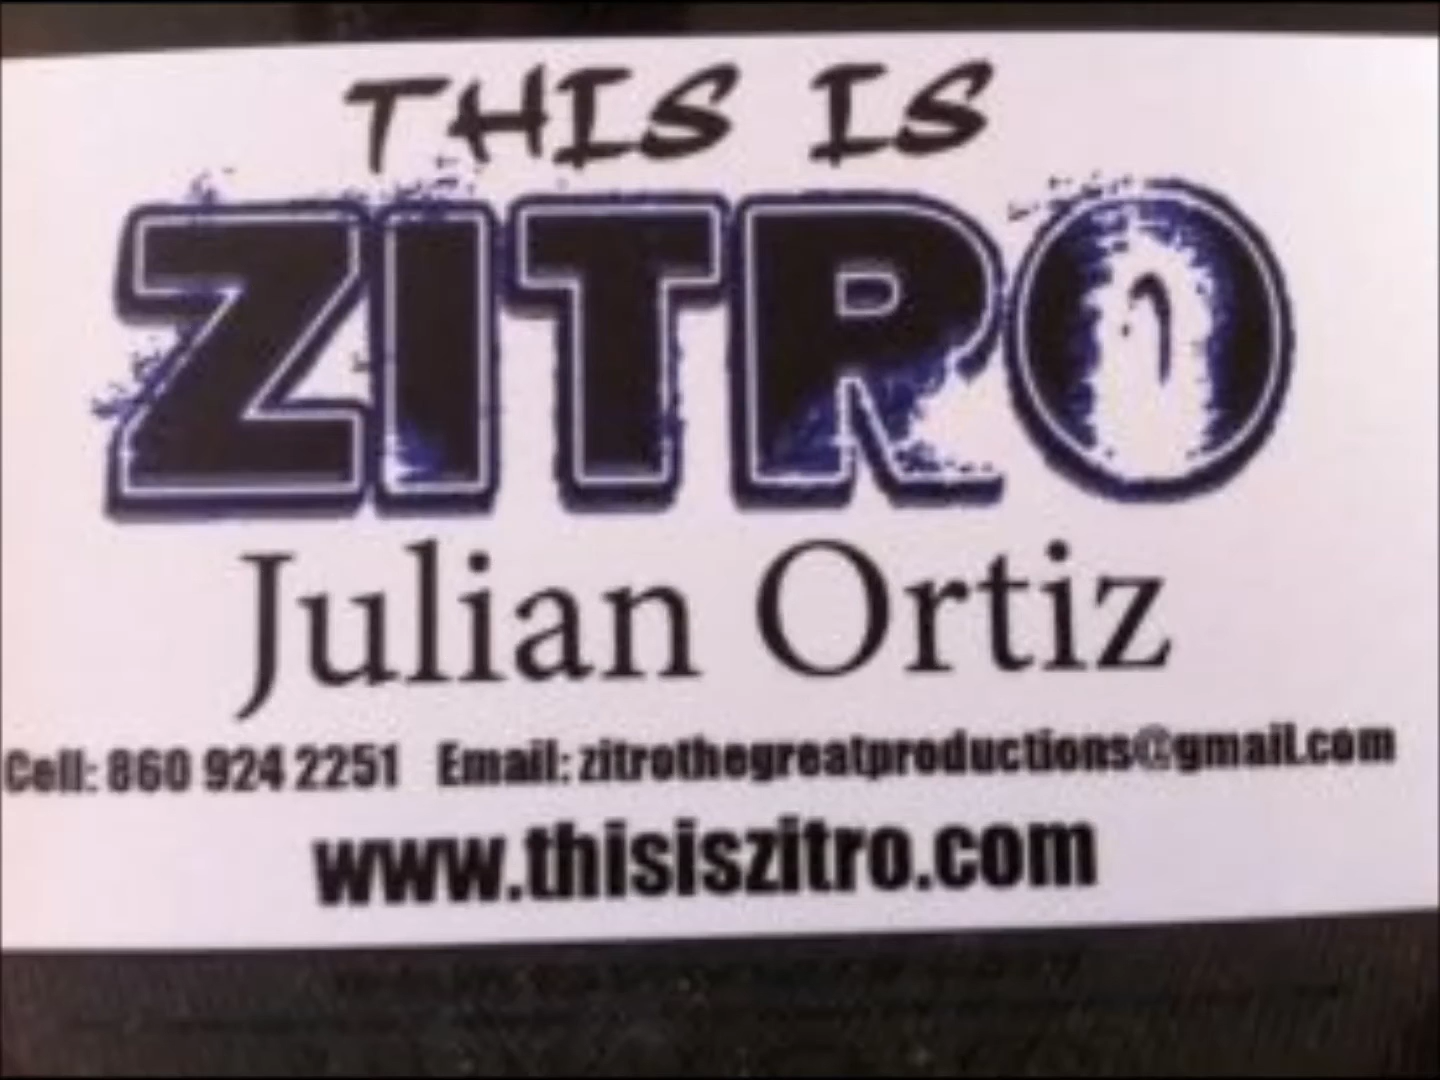 THIS IS
ZITRO
Julian Ortiz
Cell: 860 924 2251 Email: zitrothegreatproductions@gmail.com
www.thisiszitro.com